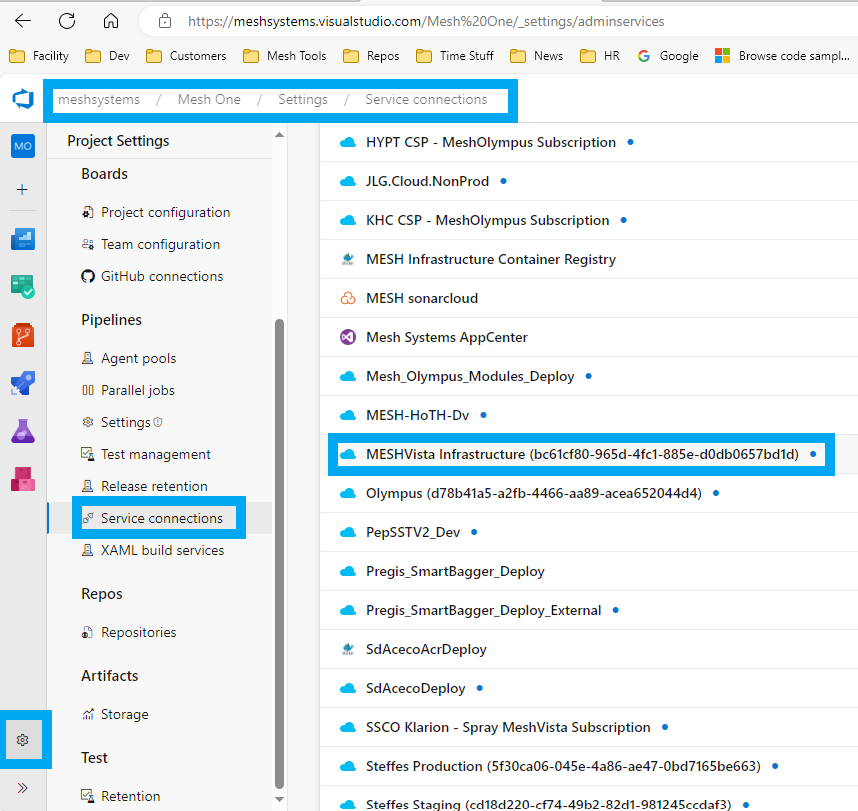 https://meshsystems.visualstudio.com/Mesh%20One/_settings/adminservices
Facility Dev Customers Mesh Tools Repos Time Stuff News HR Google Browse code sampl...
meshsystems / Mesh One / Settings / Service connections
MO
Project Settings
Boards
Project configuration
Team configuration
GitHub connections
Pipelines
Agent pools
Parallel jobs
Settings
Test management
Release retention
Service connections
XAML build services
Repos
Repositories
Artifacts
Storage
Test
Retention
HYPT CSP - MeshOlympus Subscription
JLG.Cloud.NonProd
KHC CSP - MeshOlympus Subscription
MESH Infrastructure Container Registry
MESH sonarcloud
Mesh Systems AppCenter
Mesh_Olympus_Modules_Deploy
MESH-HoTH-Dv
MESHVista Infrastructure (bc61cf80-965d-4fc1-885e-d0db0657bd1d)
Olympus (d78b41a5-a2fb-4466-aa89-acea652044d4)
PepSSTV2_Dev
Pregis_SmartBagger_Deploy
Pregis_SmartBagger_Deploy_External
SdAcecoAcrDeploy
SdAcecoDeploy
SSCO Klarion - Spray MeshVista Subscription
Steffes Production (5f30ca06-045e-4a86-ae47-0bd7165be663)
Steffes Staging (cd18d220-cf74-49b2-82d1-981245ccdaf3)